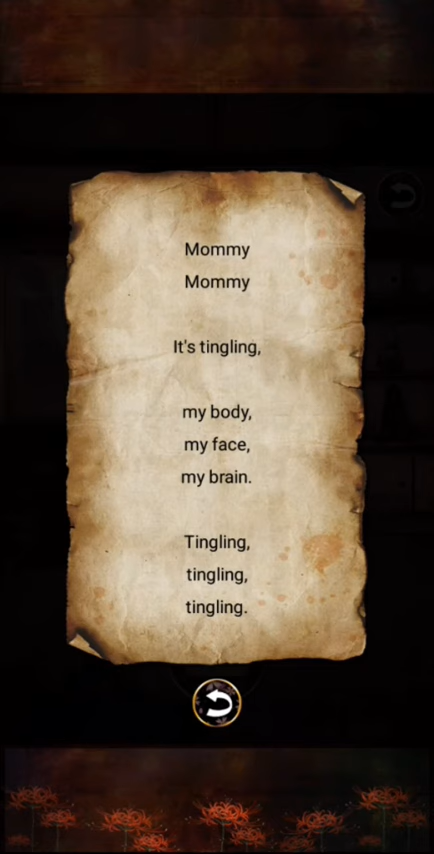 Mommy
Mommy
It's tingling,
my body,
my face,
my brain.
Tingling,
tingling,
tingling.